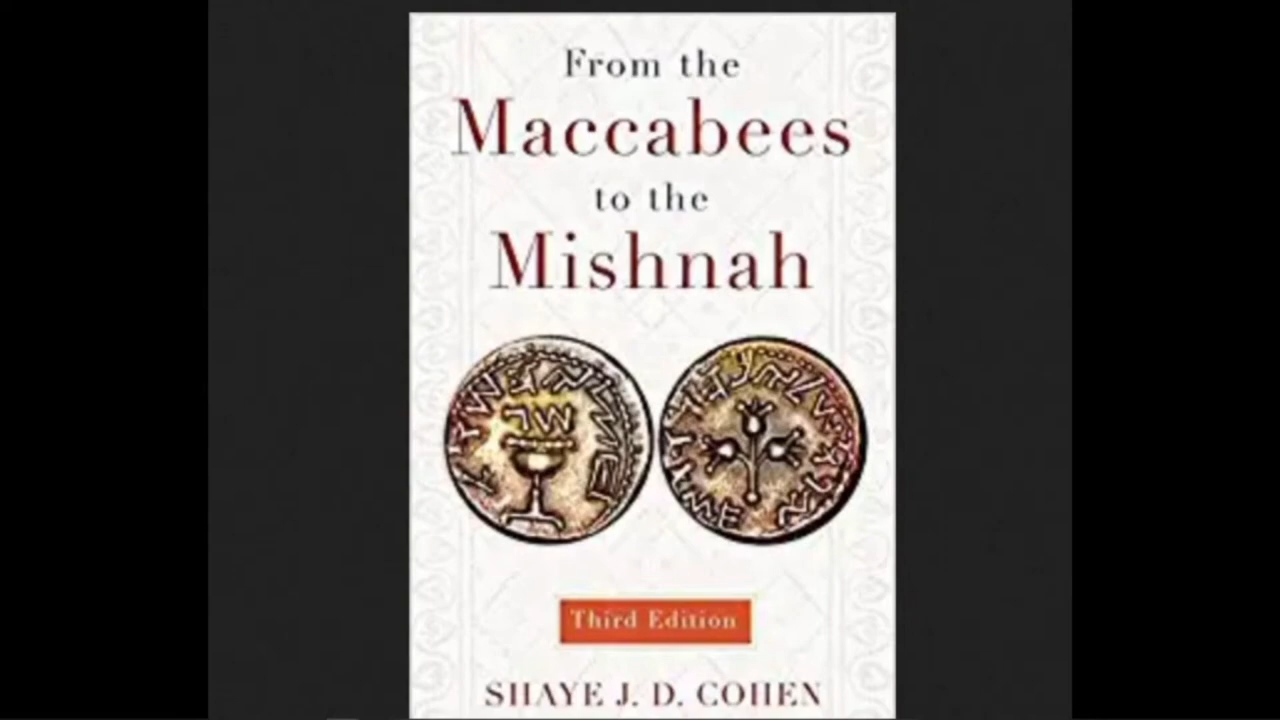 From the
Maccabees
to the
Mishnah
Third Edition
SHAYE J. D. COHEN